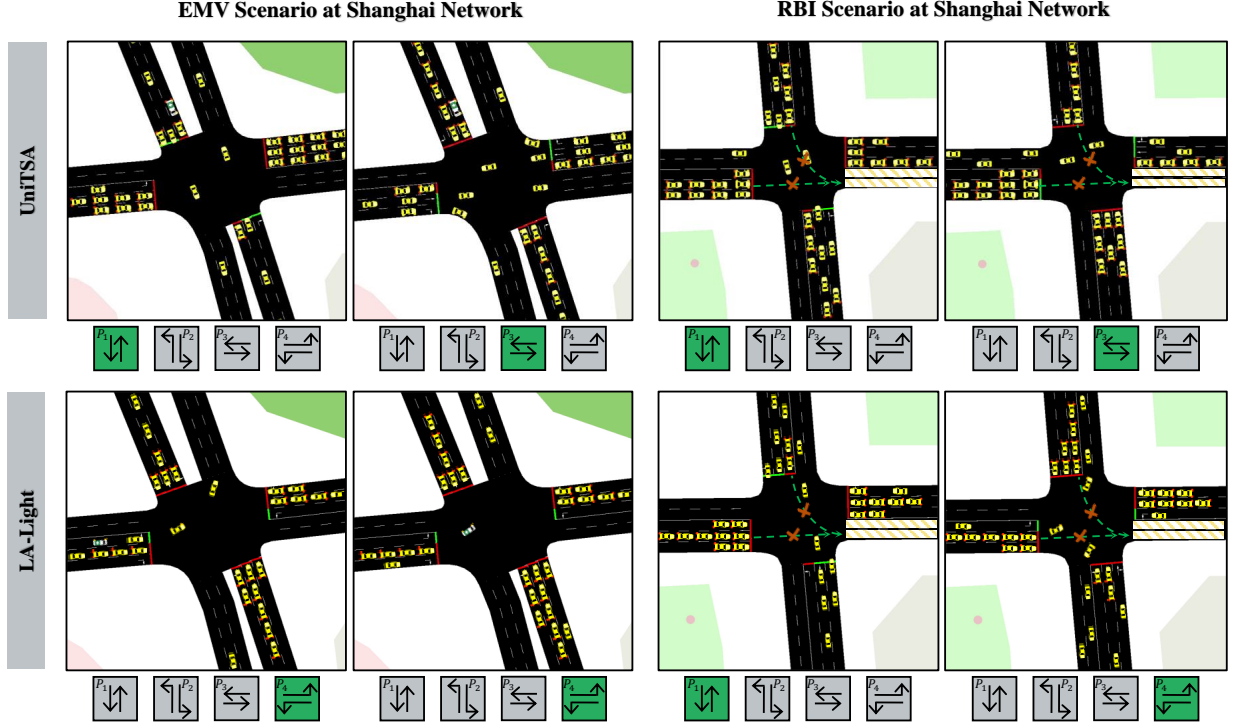 EMV Scenario at Shanghai Network
RBI Scenario at Shanghai Network
UniTSA
P1 P2 P3 P4
P1 P2 P3 P4
P1 P2 P3 P4
P1 P2 P3 P4
LA-Light
P1 P2 P3 P4
P1 P2 P3 P4
P1 P2 P3 P4
P1 P2 P3 P4